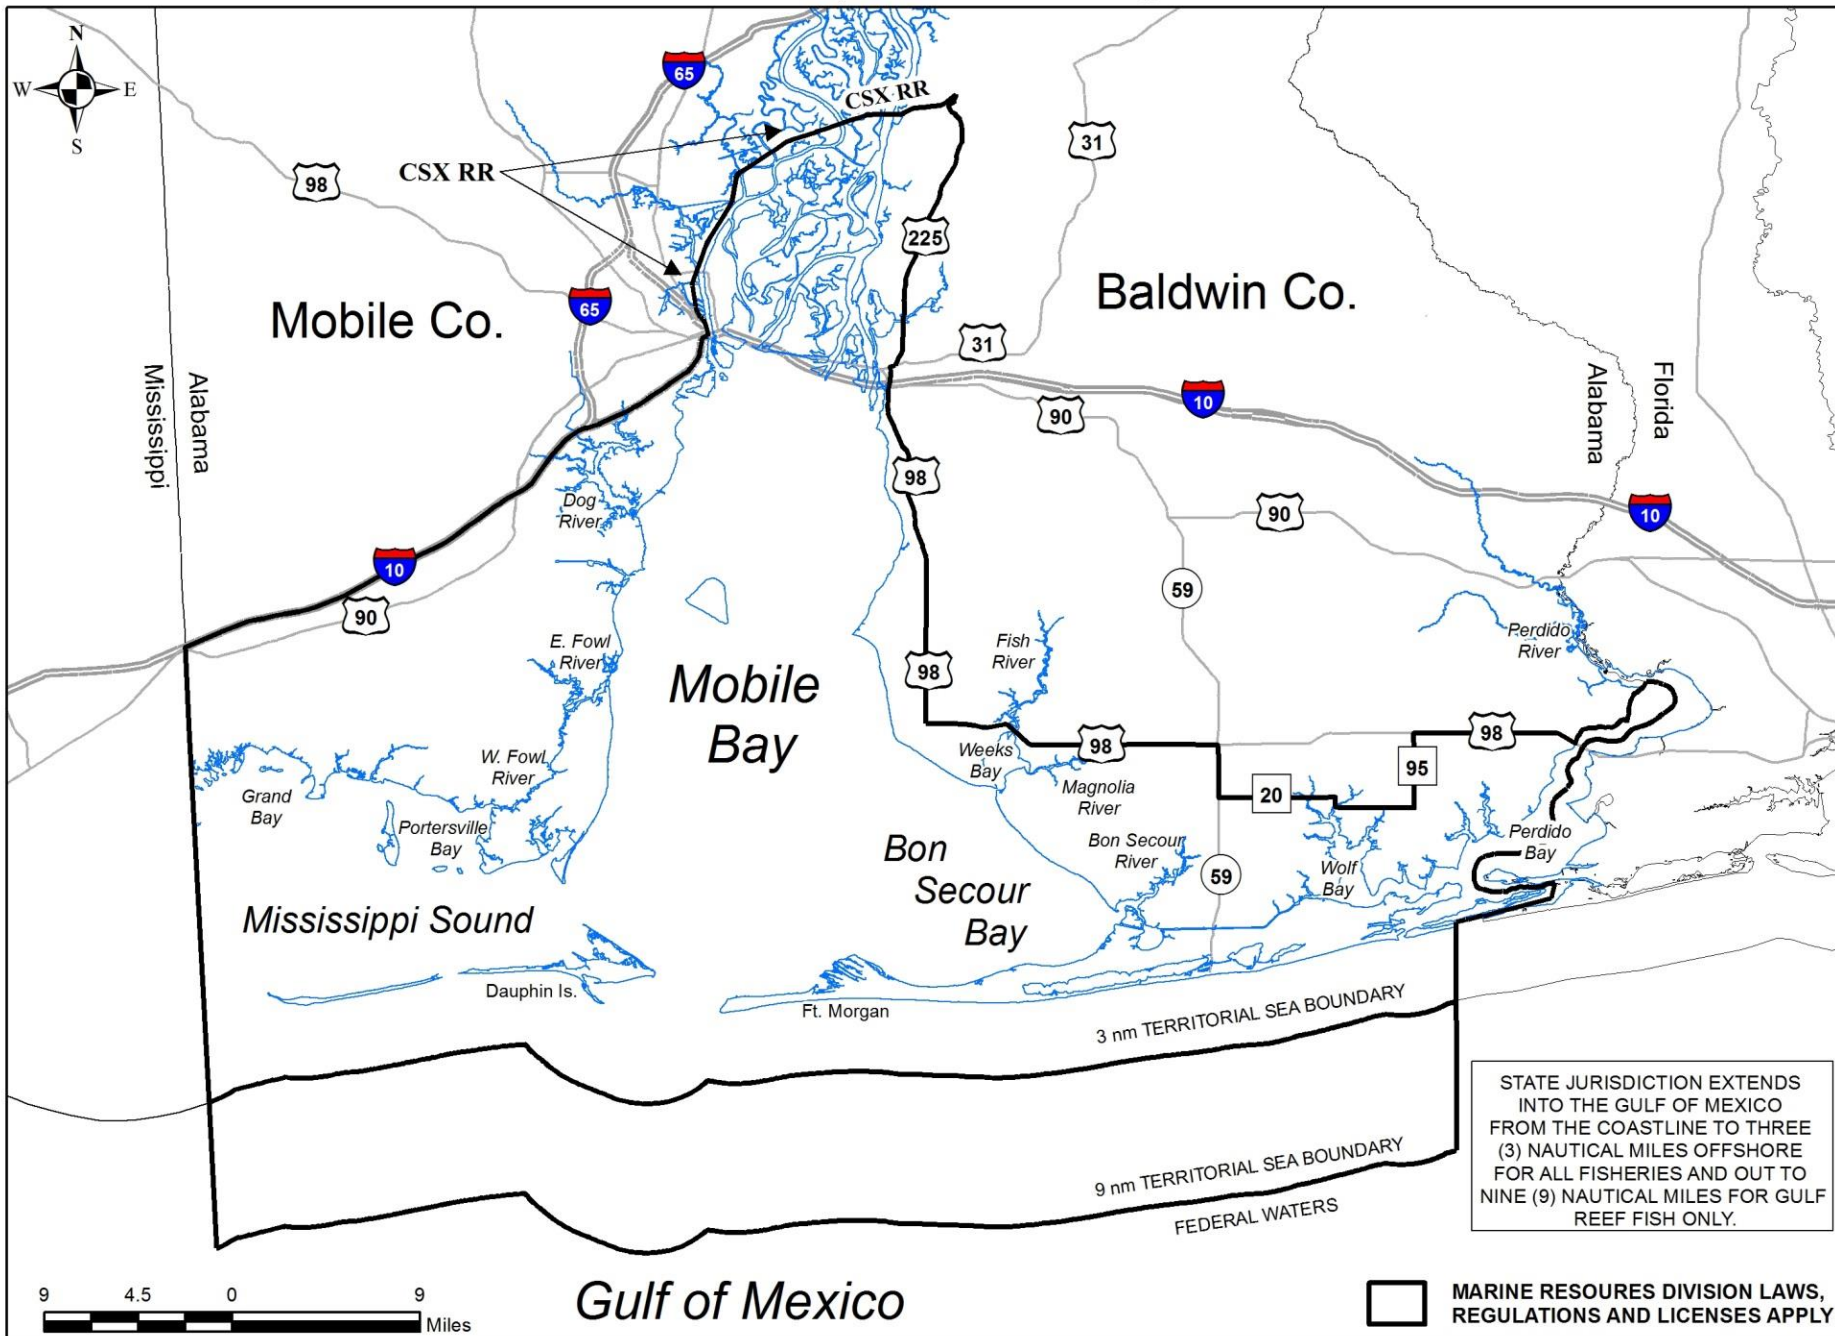 N
W E
S
65
CSX RR
31
98
CSX RR
225
Mobile Co.
65
Baldwin Co.
31
Mississippi
Alabama
Alabama
Florida
10
90
98
Dog
River
90
10
10
59
90
E. Fowl
River
Fish
River
Perdido
River
98
Mobile
Bay
98
98
W. Fowl
River
Weeks
Bay
95
Grand
Bay
Magnolia
River
20
Portersville
Bay
Perdido
Bay
Bon
Secour
Bay
Bon Secour
River
59
Wolf
Bay
Mississippi Sound
Dauphin Is.
Ft. Morgan
3 nm TERRITORIAL SEA BOUNDARY
9 nm TERRITORIAL SEA BOUNDARY
FEDERAL WATERS
STATE JURISDICTION EXTENDS
INTO THE GULF OF MEXICO
FROM THE COASTLINE TO THREE
(3) NAUTICAL MILES OFFSHORE
FOR ALL FISHERIES AND OUT TO
NINE (9) NAUTICAL MILES FOR GULF
REEF FISH ONLY.
9 4.5 0 9
Miles
Gulf of Mexico
MARINE RESOURES DIVISION LAWS,
REGULATIONS AND LICENSES APPLY